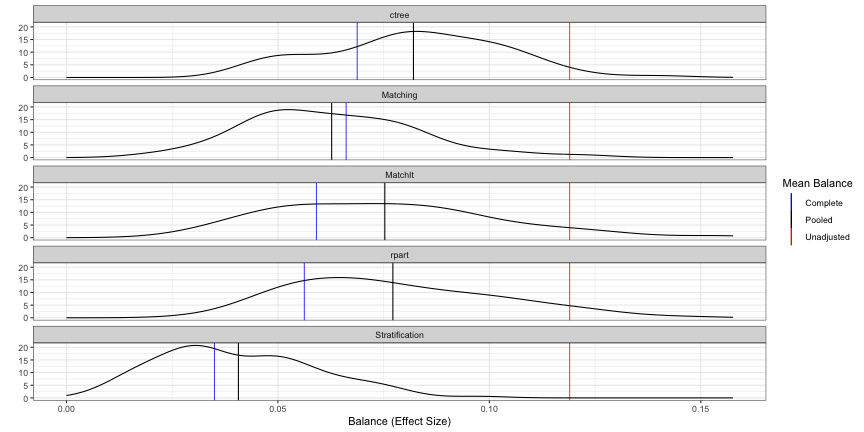 ctree
20
15
10
5
0
Matching
20
15
10
5
0
MatchIt
20
15
10
5
0
rpart
20
15
10
5
0
Stratification
20
15
10
5
0
0.00 0.05 0.10 0.15
Balance (Effect Size)
Mean Balance
Complete
Pooled
Unadjusted